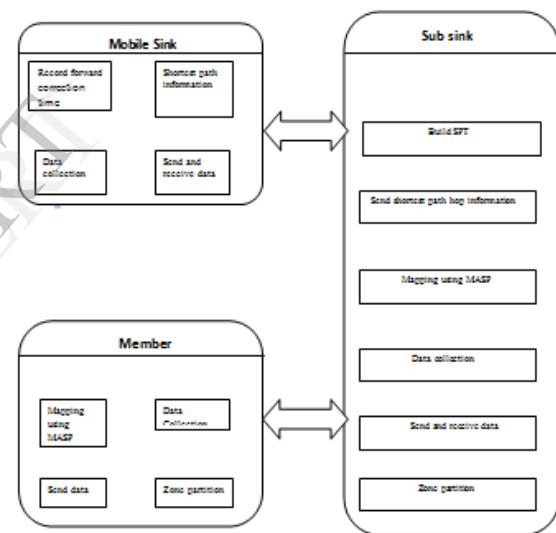 Mobile Sink
Record forward
correction
time
Shortest path
information
Data
collection
Send and
receive data
Sub sink
Build SPT
Send shortest path hop information
Mapping using MASP
Data collection
Send and receive data
Zone partition
Member
Mapping
using
MASP
Data
Collection
Send data
Zone partition
IJERT